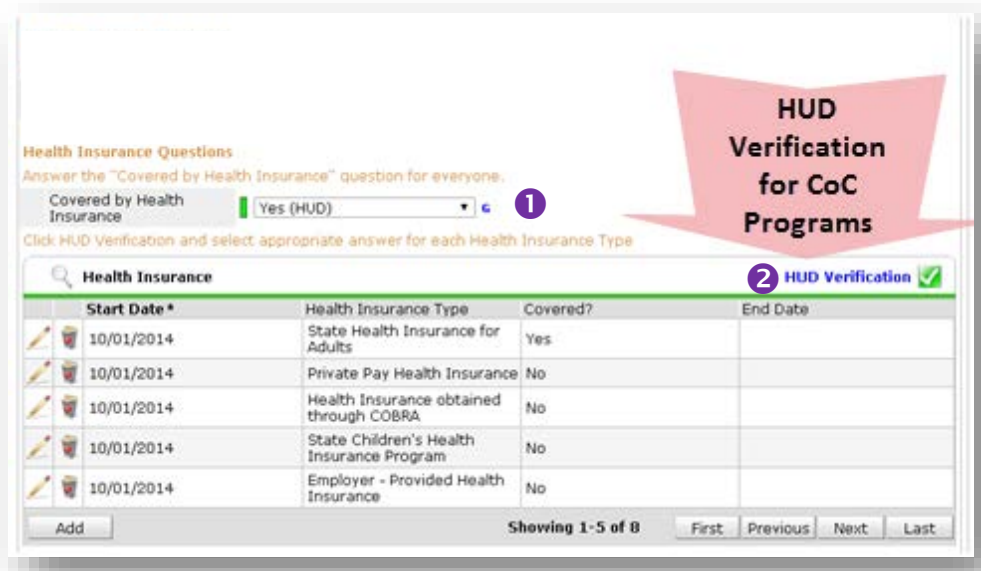 HUD
Verification
for CoC
Programs
Health Insurance Questions
Answer the "Covered by Health Insurance" question for everyone.
Covered by Health
Insurance
Yes (HUD)
G
1
Click HUD Verification and select appropriate answer for each Health Insurance Type
Health Insurance
2 HUD Verification
Start Date * Health Insurance Type Covered? End Date
10/01/2014 State Health Insurance for
Adults Yes
10/01/2014 Private Pay Health Insurance No
10/01/2014 Health Insurance obtained
through COBRA No
10/01/2014 State Children's Health
Insurance Program No
10/01/2014 Employer - Provided Health
Insurance No
Add Showing 1-5 of 8 First Previous Next Last